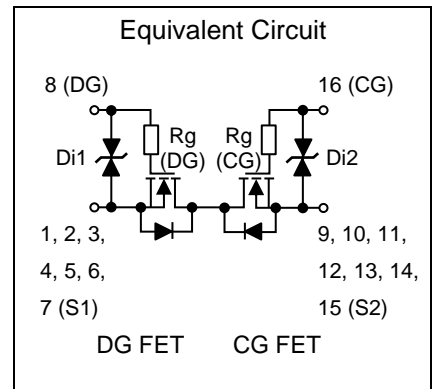 Equivalent Circuit
8 (DG) 16 (CG)
Rg Rg
Di1 (DG) (CG) Di2
1, 2, 3, 9, 10, 11,
4, 5, 6, 12, 13, 14,
7 (S1) 15 (S2)
DG FET CG FET